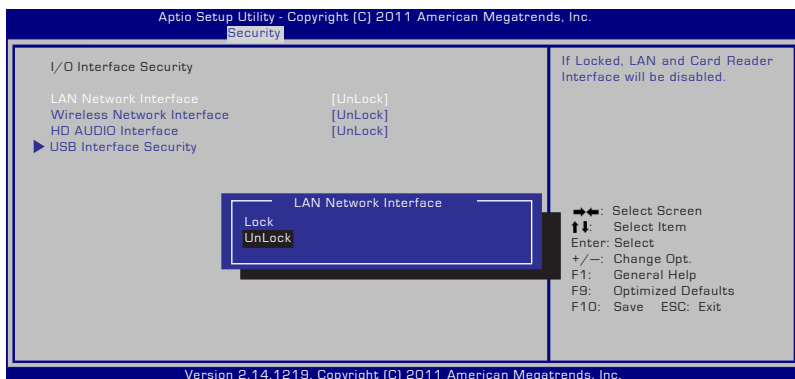 Aptio Setup Utility - Copyright (C) 2011 American Megatrends, Inc.
Security
I/O Interface Security
LAN Network Interface [UnLock]
Wireless Network Interface [UnLock]
HD AUDIO Interface [UnLock]
USB Interface Security
If Locked, LAN and Card Reader
Interface will be disabled.
LAN Network Interface
Lock
UnLock
→←: Select Screen
↑↓: Select Item
Enter: Select
+/—: Change Opt.
F1: General Help
F9: Optimized Defaults
F10: Save ESC: Exit
Version 2.14.1219. Copyright (C) 2011 American Megatrends, Inc.